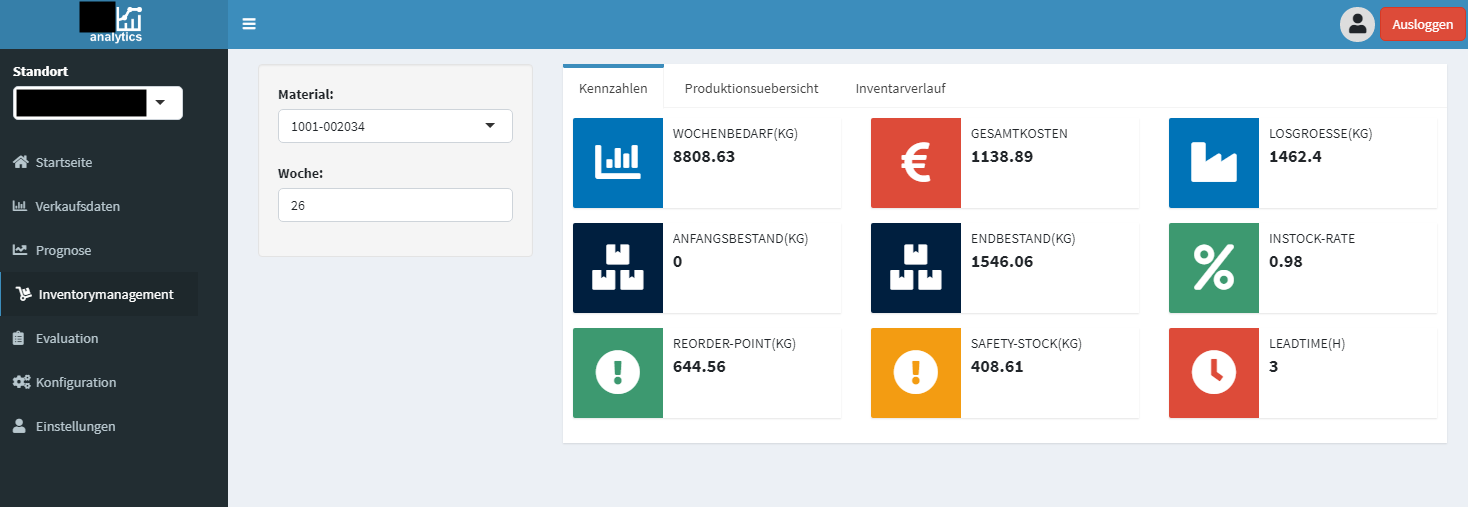 analytics
Ausloggen
Standort
Startseite
Verkaufsdaten
Prognose
Inventorymanagement
Evaluation
Konfiguration
Einstellungen
Material:
1001-002034
Woche:
26
Kennzahlen
Produktionsuebersicht
Inventarverlauf
WOCHENBEDARF(KG)
8808.63
GESAMTKOSTEN
1138.89
LOSGROESSE(KG)
1462.4
ANFANGSBESTAND(KG)
0
ENDBESTAND(KG)
1546.06
INSTOCK-RATE
0.98
REORDER-POINT(KG)
644.56
SAFETY-STOCK(KG)
408.61
LEADTIME(H)
3